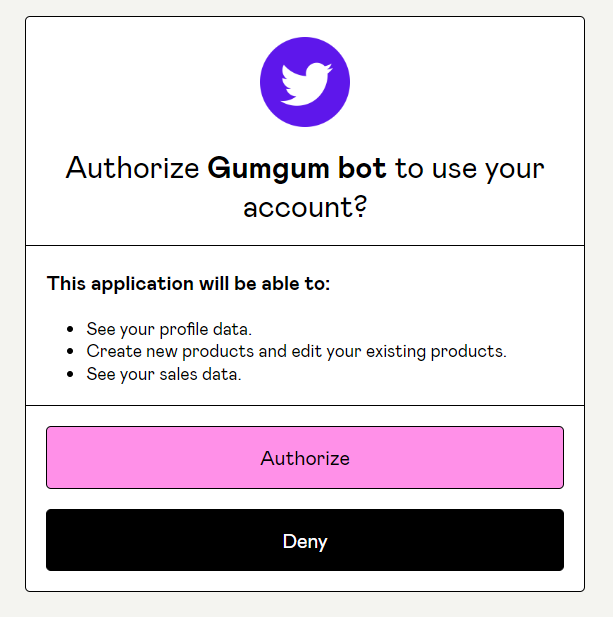 Authorize Gumgum bot to use your
account?
This application will be able to:
See your profile data.
Create new products and edit your existing products.
See your sales data.
Authorize
Deny